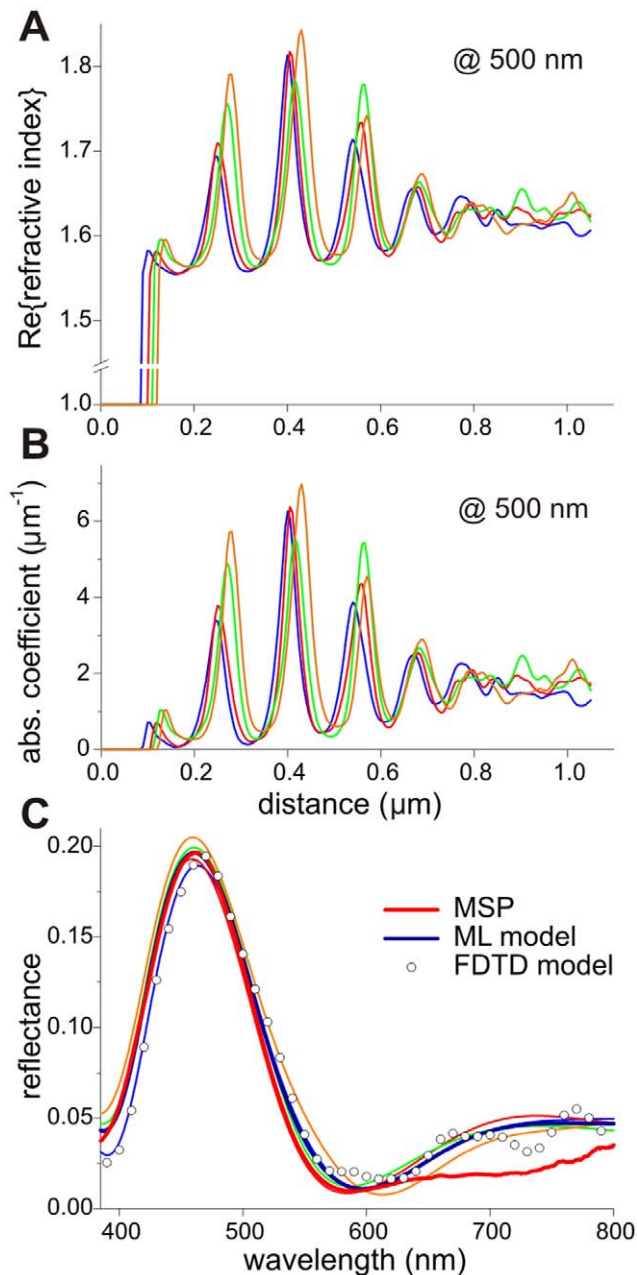 A
@ 500 nm
Re{refractive index}
1.8
1.7
1.6
1.5
1.0
0.0 0.2 0.4 0.6 0.8 1.0
B
@ 500 nm
abs. coefficient (µm⁻¹)
6
4
2
0
0.0 0.2 0.4 0.6 0.8 1.0
distance (µm)
C
reflectance
0.20
0.15
0.10
0.05
0.00
MSP
ML model
FDTD model
400 500 600 700 800
wavelength (nm)